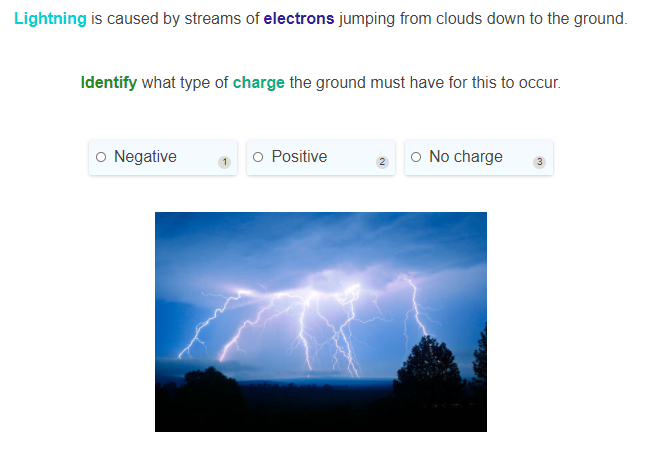 Lightning is caused by streams of electrons jumping from clouds down to the ground.
Identify what type of charge the ground must have for this to occur.
Negative 1 Positive 2 No charge 3